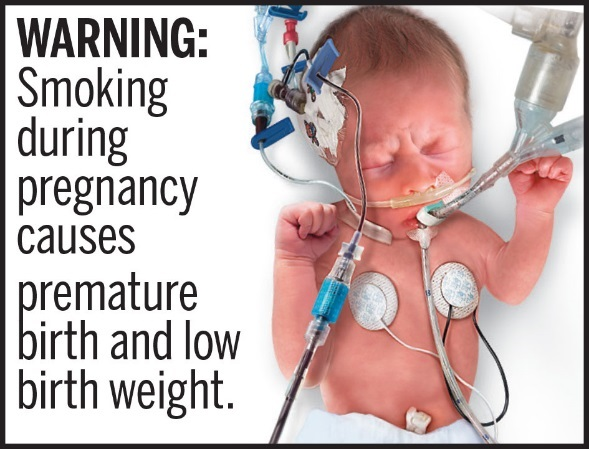 WARNING:
Smoking
during
pregnancy
causes
premature
birth and low
birth weight.